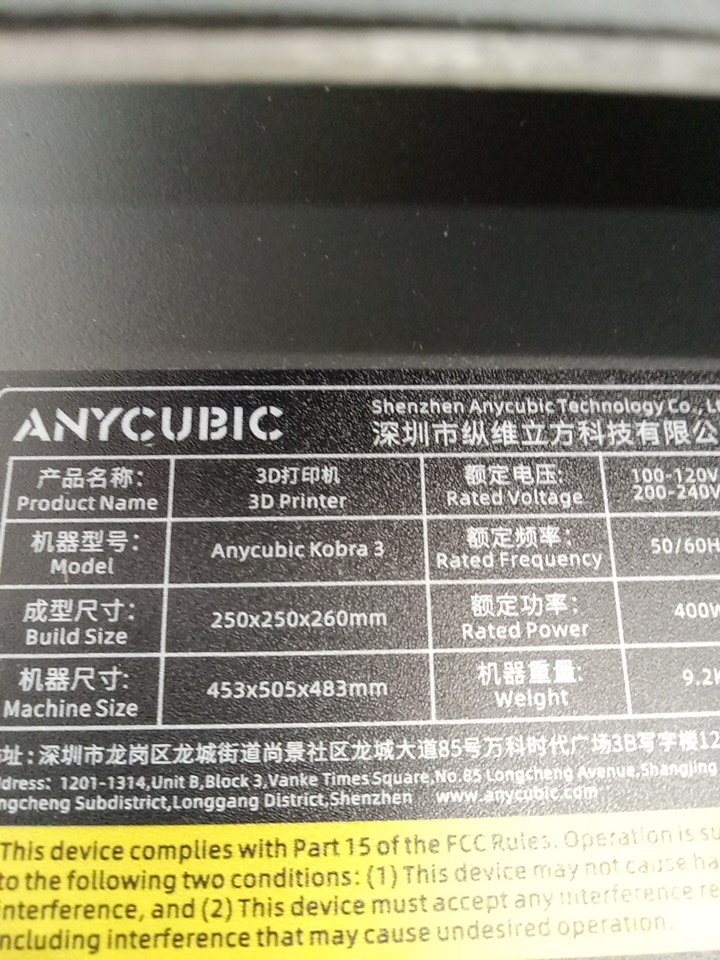 ANYCUBIC
Shenzhen Anycubic Technology Co.,
深圳市纵维立方科技有限公
产品名称:
Product Name
3D打印机
3D Printer
额定电压:
Rated Voltage
100-120V
200-240V
机器型号:
Model
Anycubic Kobra 3
额定频率:
Rated Frequency
50/60H
成型尺寸:
Build Size
250x250x260mm
额定功率:
Rated Power
400W
机器尺寸:
Machine Size
453x505x483mm
机器重量:
Weight
9.2K
址:深圳市龙岗区龙城街道尚景社区龙城大道85号万科时代广场3B写字楼12
ddress: 1201-1314,Unit B,Block 3,Vanke Times Square,No.85 Longcheng Avenue,Shangjing
ngcheng Subdistrict,Longgang District,Shenzhen www.anycubic.com
This device complies with Part 15 of the FCC Rules. Operation is su
to the following two conditions: (1) This device may not cause ha
interference, and (2) This device must accept any interference re
including interference that may cause undesired operation.